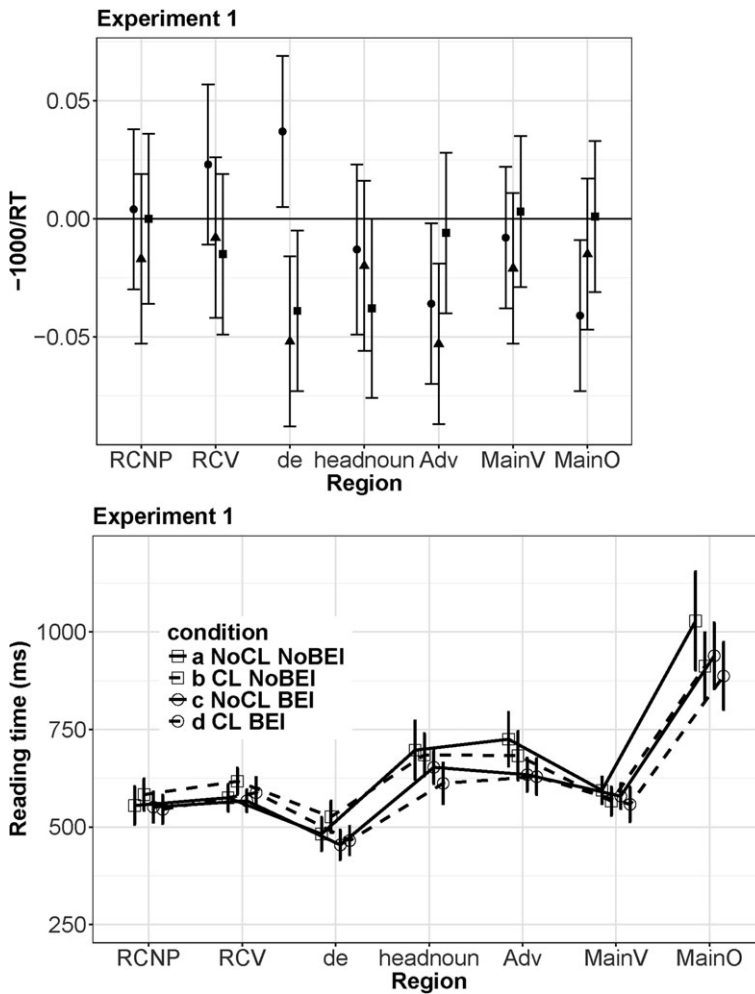 Experiment 1
−1000/RT
0.05
0.00
−0.05
RCNP RCV de headnoun Adv MainV MainO
Region
Experiment 1
Reading time (ms)
1000
750
500
250
condition
a NoCL NoBEI
b CL NoBEI
c NoCL BEI
d CL BEI
RCNP RCV de headnoun Adv MainV MainO
Region